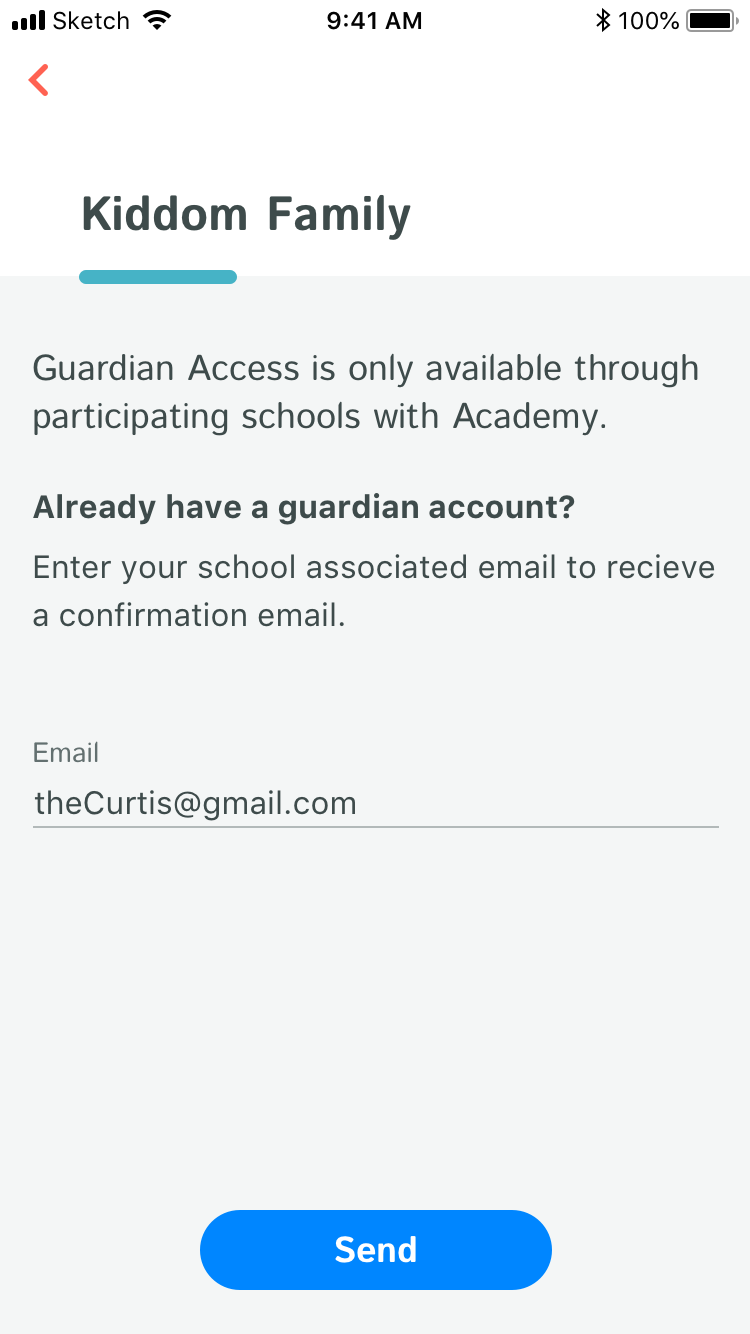 Sketch 9:41 AM 100%
Kiddom Family
Guardian Access is only available through
participating schools with Academy.
Already have a guardian account?
Enter your school associated email to recieve
a confirmation email.
Email
theCurtis@gmail.com
Send